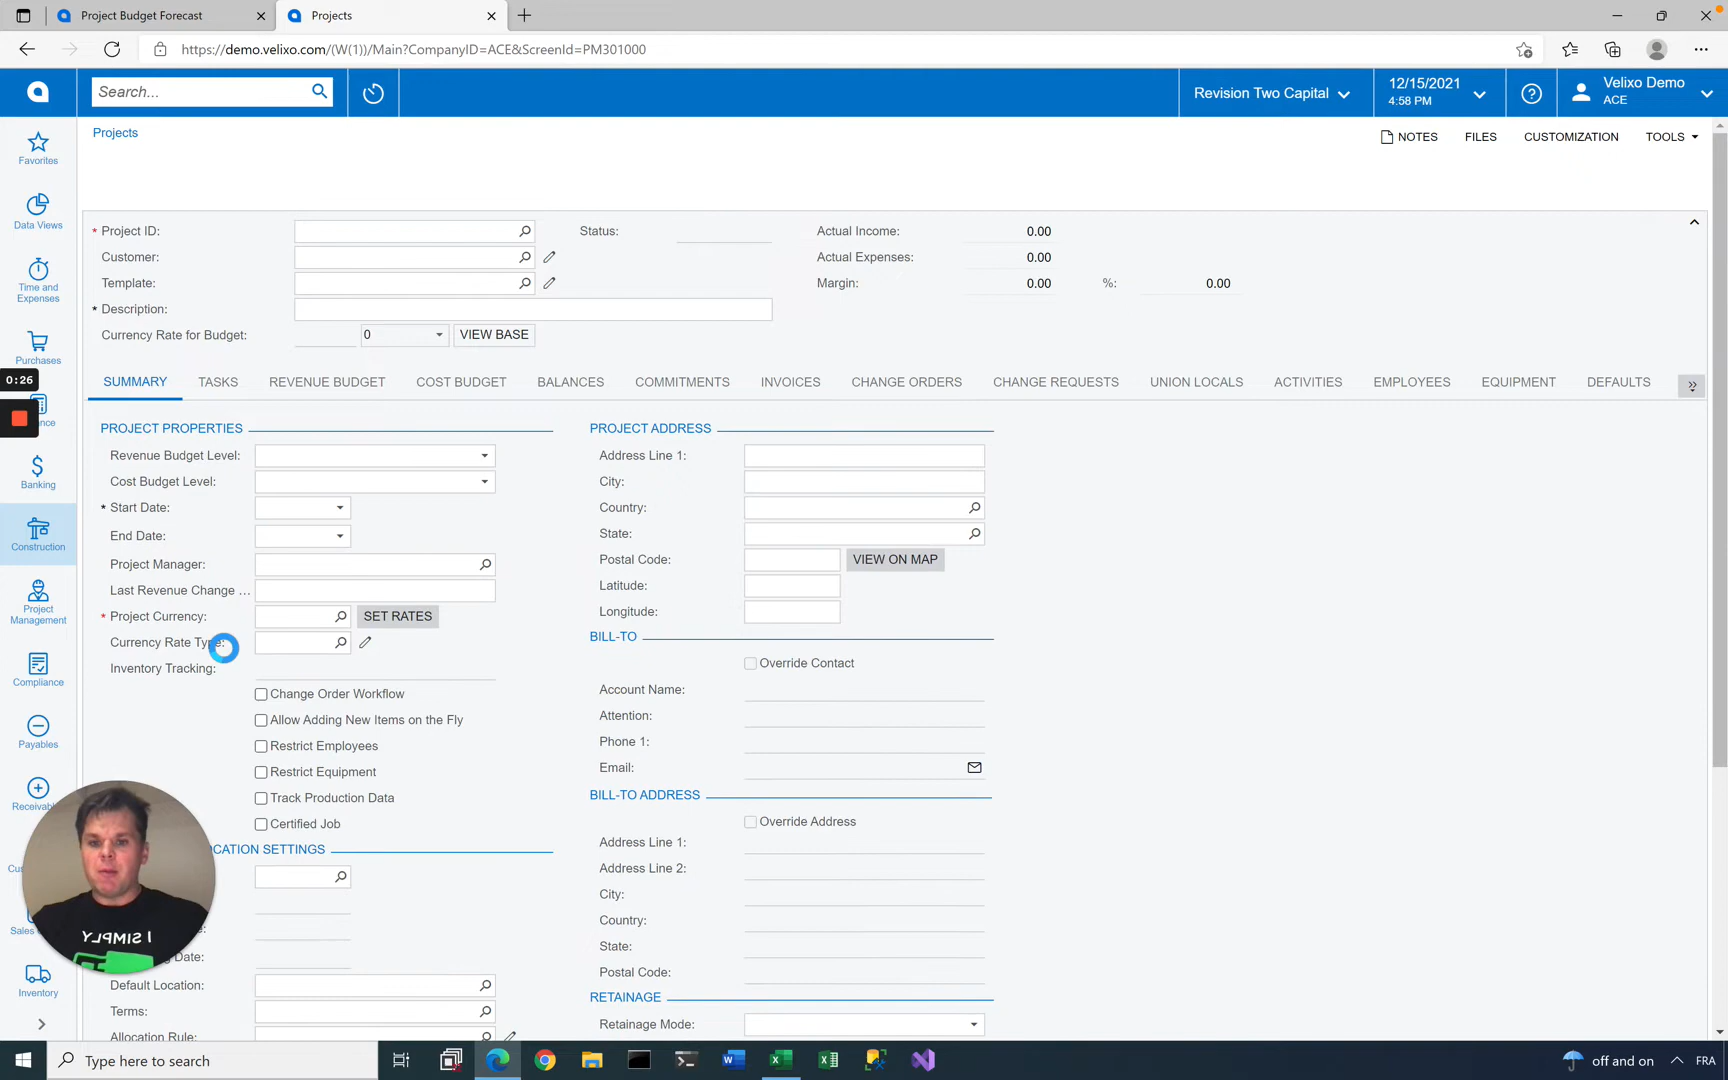 Project Budget Forecast
Projects
https://demo.velixo.com/(W(1))/Main?CompanyID=ACE&ScreenId=PM301000
Search...
Revision Two Capital
12/15/2021
4:58 PM
Velixo Demo
ACE
Projects
NOTES
FILES
CUSTOMIZATION
TOOLS
Favorites
Data Views
Time and
Expenses
Purchases
0:26
nce
Banking
Construction
Project
Management
Compliance
Payables
Receivab
Cus
Sales
Inventory
* Project ID:
Status:
Actual Income: 0.00
Customer:
Actual Expenses: 0.00
Template:
Margin: 0.00 %: 0.00
* Description:
Currency Rate for Budget: 0 VIEW BASE
SUMMARY TASKS REVENUE BUDGET COST BUDGET BALANCES COMMITMENTS INVOICES CHANGE ORDERS CHANGE REQUESTS UNION LOCALS ACTIVITIES EMPLOYEES EQUIPMENT DEFAULTS
PROJECT PROPERTIES
Revenue Budget Level:
Cost Budget Level:
* Start Date:
End Date:
Project Manager:
Last Revenue Change ...
* Project Currency: SET RATES
Currency Rate Type:
Inventory Tracking:
Change Order Workflow
Allow Adding New Items on the Fly
Restrict Employees
Restrict Equipment
Track Production Data
Certified Job
CATION SETTINGS
e:
g Date:
Default Location:
Terms:
Allocation Rule:
PROJECT ADDRESS
Address Line 1:
City:
Country:
State:
Postal Code: VIEW ON MAP
Latitude:
Longitude:
BILL-TO
Override Contact
Account Name:
Attention:
Phone 1:
Email:
BILL-TO ADDRESS
Override Address
Address Line 1:
Address Line 2:
City:
Country:
State:
Postal Code:
RETAINAGE
Retainage Mode:
I SIMPLY
Type here to search
off and on
FRA